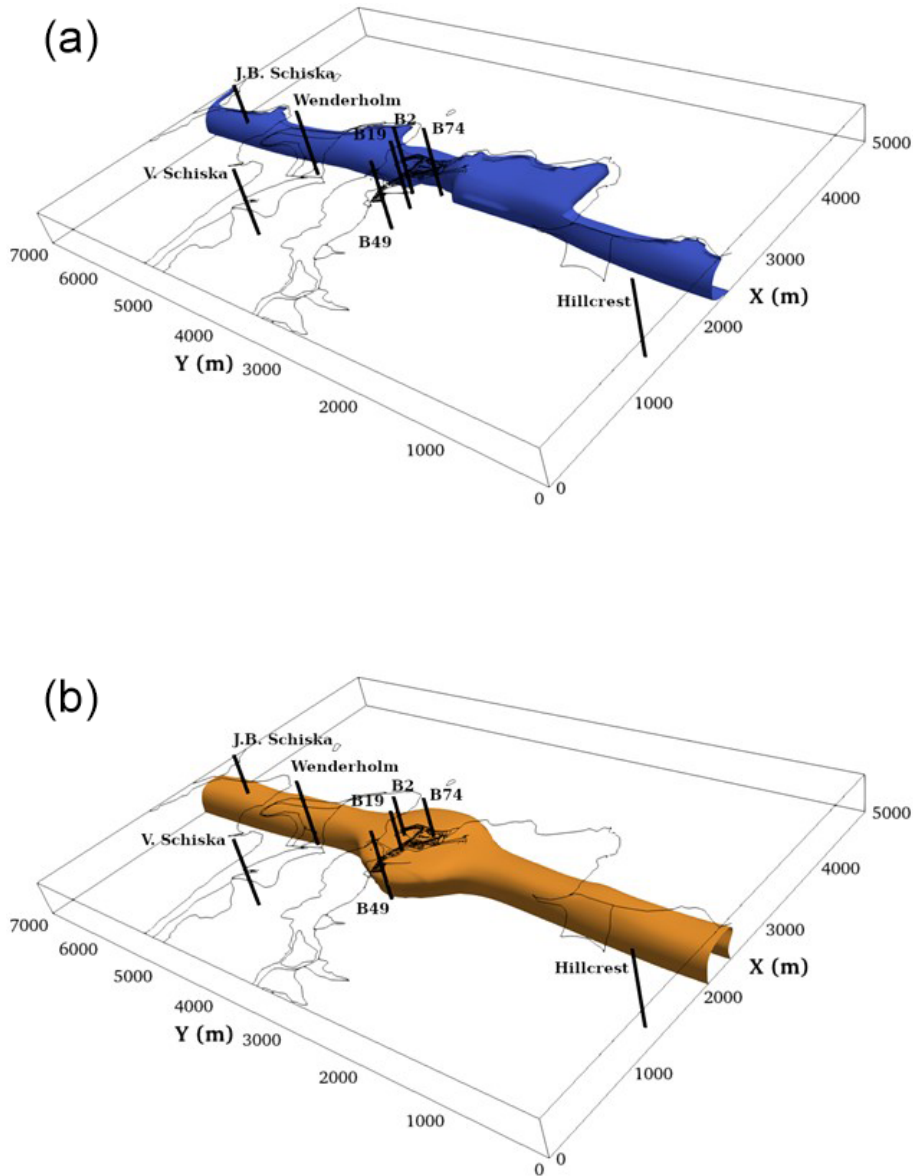 (a)
J.B. Schiska
Wenderholm
B2
B19
B74
V. Schiska
B49
Hillcrest
5000
4000
3000
X (m)
2000
1000
0
7000
6000
5000
4000
Y (m)
3000
2000
1000
0
(b)
J.B. Schiska
Wenderholm
B2
B19
B74
V. Schiska
B49
Hillcrest
5000
4000
3000
X (m)
2000
1000
0
7000
6000
5000
4000
Y (m)
3000
2000
1000
0